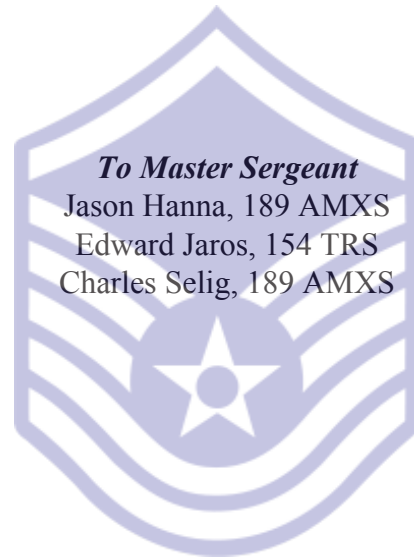 To Master Sergeant
Jason Hanna, 189 AMXS
Edward Jaros, 154 TRS
Charles Selig, 189 AMXS